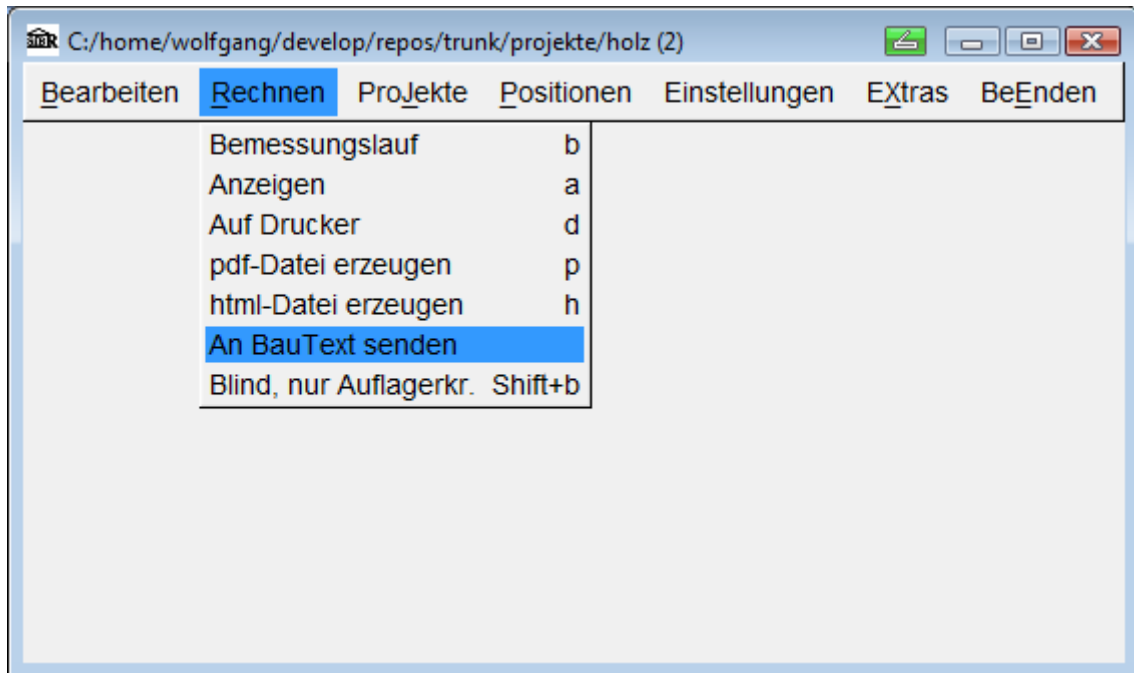 C:/home/wolfgang/develop/repos/trunk/projekte/holz (2)
Bearbeiten Rechnen ProJekte Positionen Einstellungen EXtras BeEnden
Bemessungslauf b
Anzeigen a
Auf Drucker d
pdf-Datei erzeugen p
html-Datei erzeugen h
An BauText senden
Blind, nur Auflagerkr. Shift+b